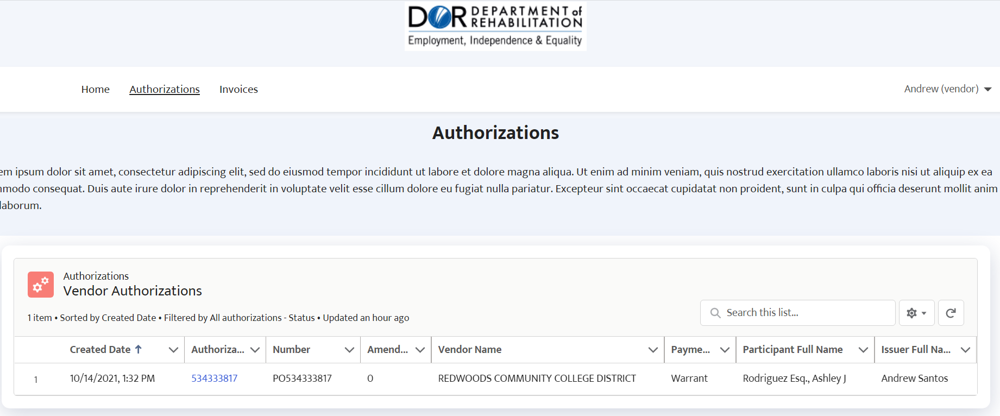 DOR DEPARTMENT of
REHABILITATION
Employment, Independence & Equality
Home Authorizations Invoices Andrew (vendor)
Authorizations
em ipsum dolor sit amet, consectetur adipiscing elit, sed do eiusmod tempor incididunt ut labore et dolore magna aliqua. Ut enim ad minim veniam, quis nostrud exercitation ullamco laboris nisi ut aliquip ex ea
mmodo consequat. Duis aute irure dolor in reprehenderit in voluptate velit esse cillum dolore eu fugiat nulla pariatur. Excepteur sint occaecat cupidatat non proident, sunt in culpa qui officia deserunt mollit anim
laborum.
Authorizations
Vendor Authorizations
1 item • Sorted by Created Date • Filtered by All authorizations - Status • Updated an hour ago
Search this list...
Created Date Authoriza... Number Amend... Vendor Name Payme... Participant Full Name Issuer Full Na...
1 10/14/2021, 1:32 PM 534333817 PO534333817 0 REDWOODS COMMUNITY COLLEGE DISTRICT Warrant Rodriguez Esq., Ashley J Andrew Santos